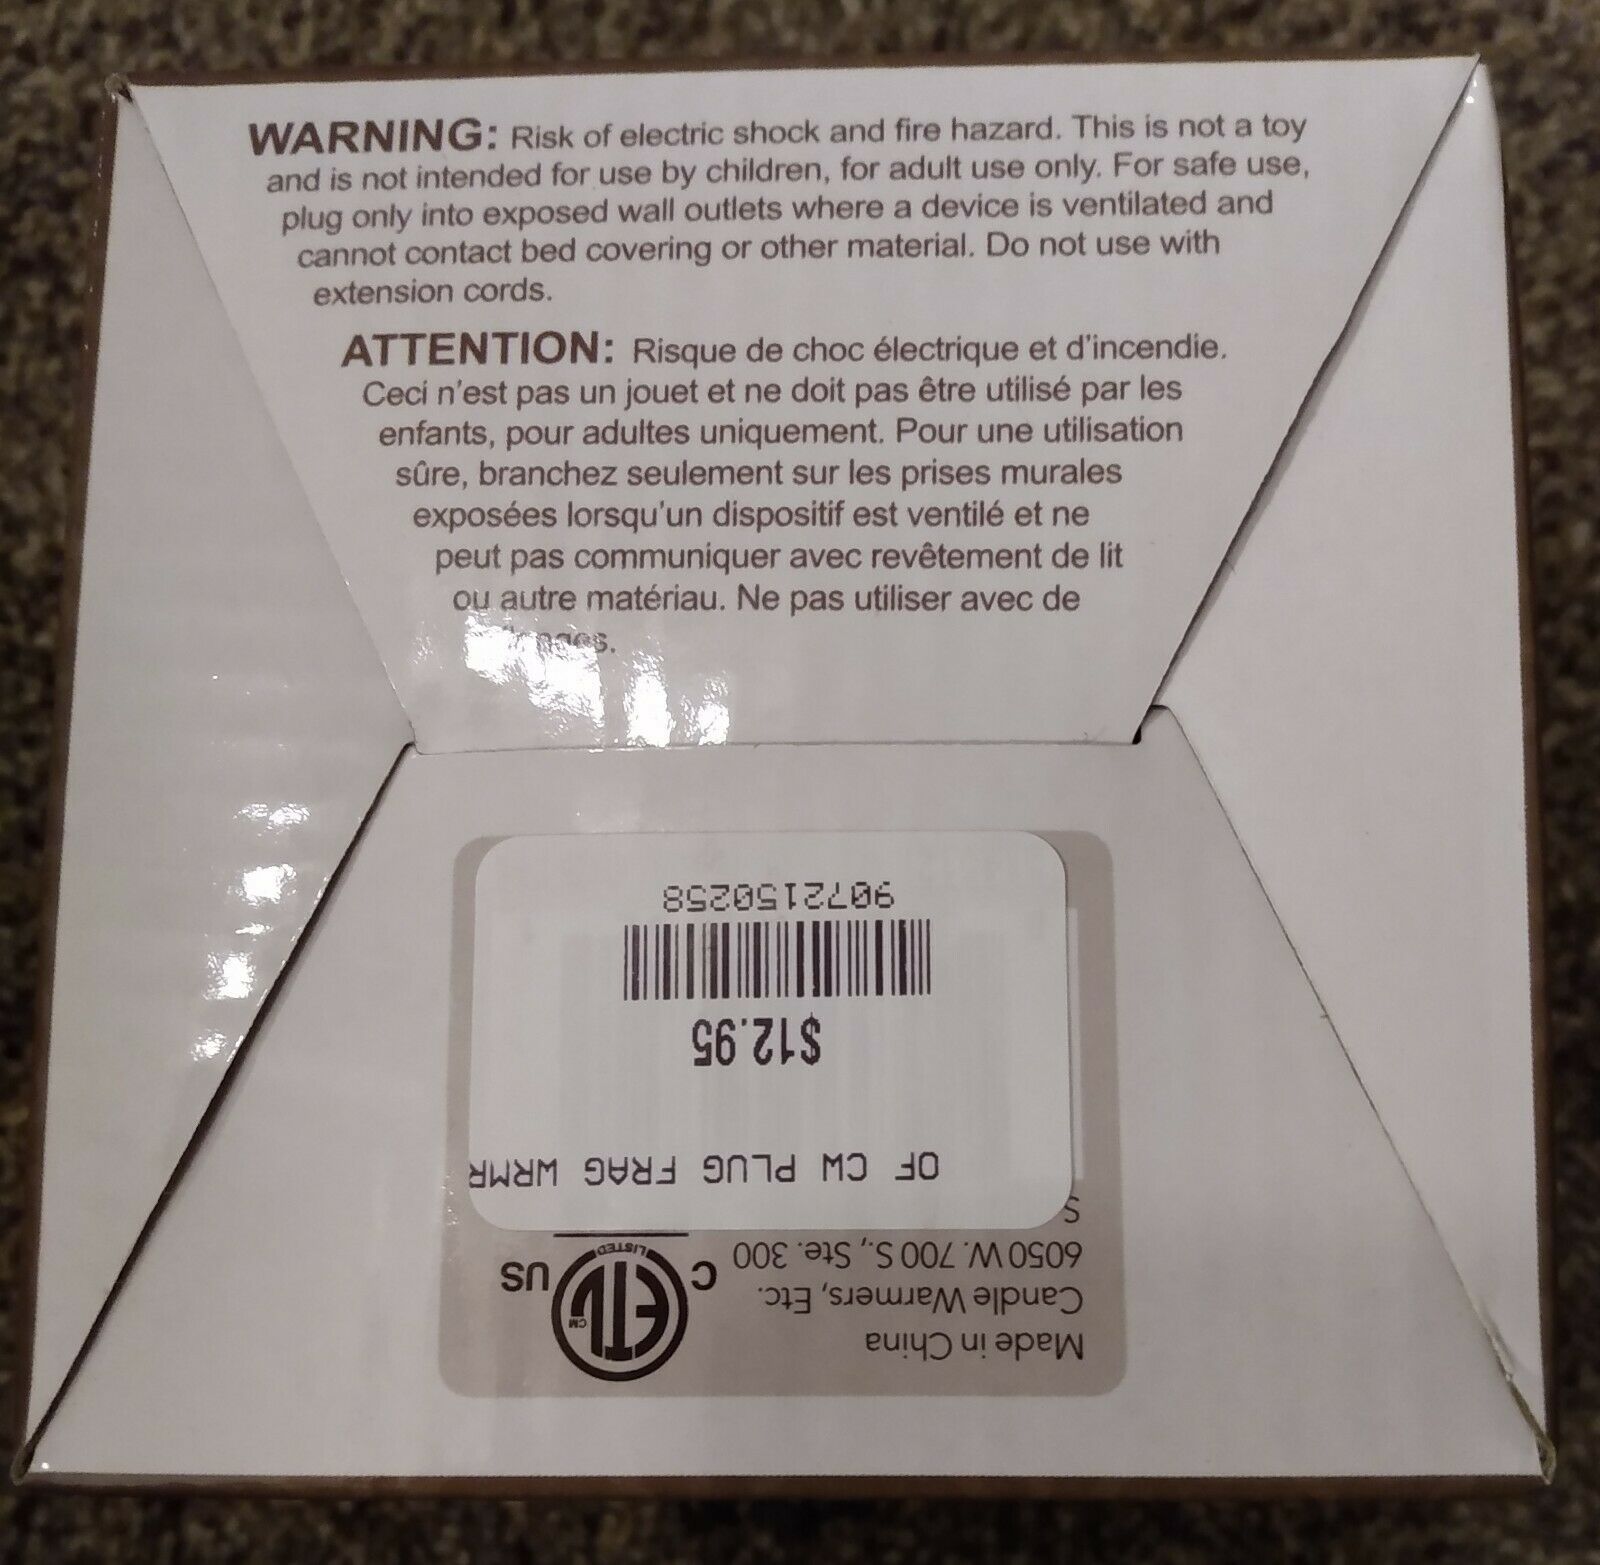 WARNING: Risk of electric shock and fire hazard. This is not a toy
and is not intended for use by children, for adult use only. For safe use,
plug only into exposed wall outlets where a device is ventilated and
cannot contact bed covering or other material. Do not use with
extension cords.
ATTENTION: Risque de choc électrique et d'incendie.
Ceci n'est pas un jouet et ne doit pas être utilisé par les
enfants, pour adultes uniquement. Pour une utilisation
sûre, branchez seulement sur les prises murales
exposées lorsqu'un dispositif est ventilé et ne
peut pas communiquer avec revêtement de lit
ou autre matériau. Ne pas utiliser avec de
Made in China
Candle Warmers, Etc.
6050 W. 700 S., Ste. 300
S
C
ETL
CM
LISTED
US
OF CW PLUG FRAG WRMR
$12.95
9072150258